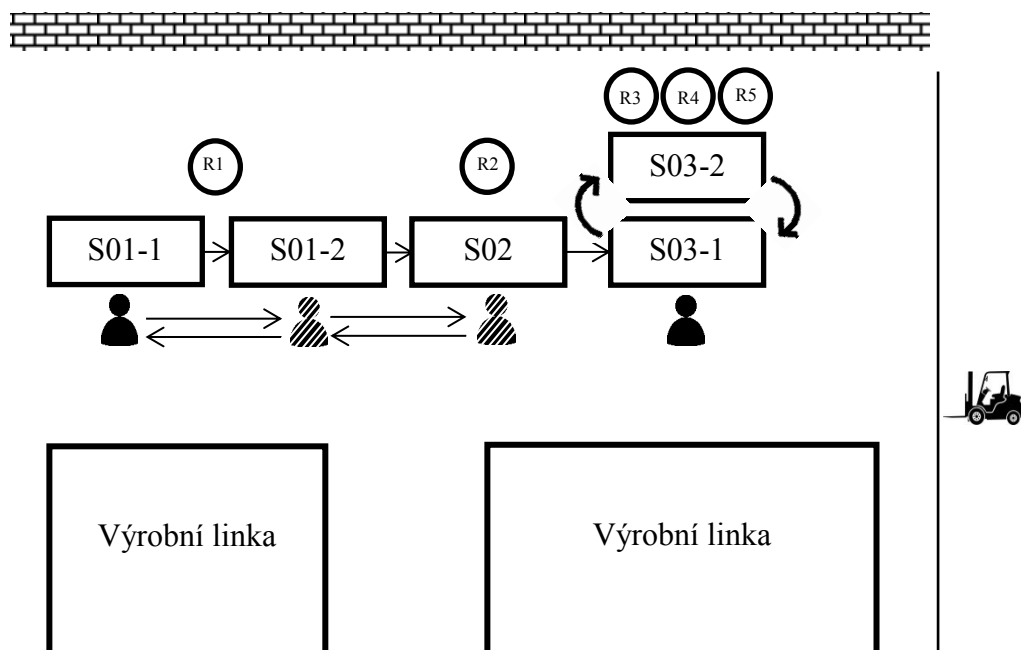 R3 R4 R5
R1 R2 S03-2
S01-1 S01-2 S02 S03-1
Výrobní linka Výrobní linka